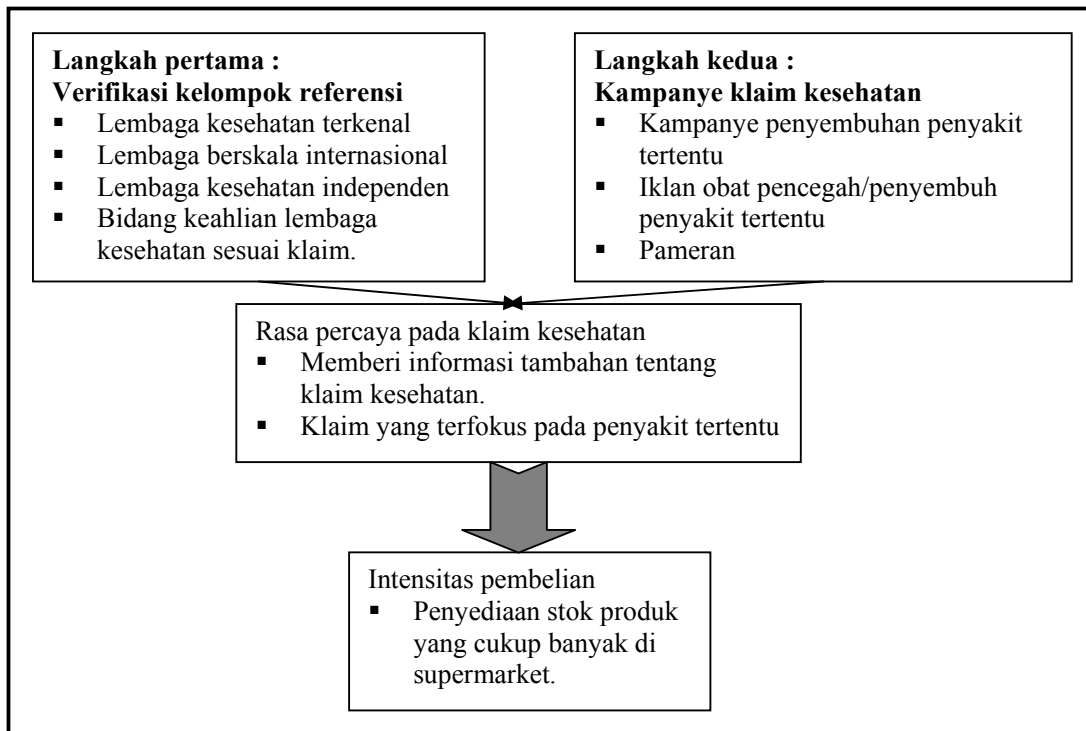 Langkah pertama :
Verifikasi kelompok referensi
▪ Lembaga kesehatan terkenal
▪ Lembaga berskala internasional
▪ Lembaga kesehatan independen
▪ Bidang keahlian lembaga
kesehatan sesuai klaim.
Langkah kedua :
Kampanye klaim kesehatan
▪ Kampanye penyembuhan penyakit
tertentu
▪ Iklan obat pencegah/penyembuh
penyakit tertentu
▪ Pameran
Rasa percaya pada klaim kesehatan
▪ Memberi informasi tambahan tentang
klaim kesehatan.
▪ Klaim yang terfokus pada penyakit tertentu
Intensitas pembelian
▪ Penyediaan stok produk
yang cukup banyak di
supermarket.